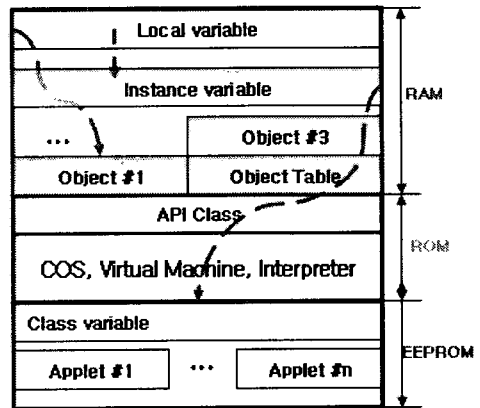 Local variable
Instance variable
RAM
...
Object #3
Object #1
Object Table
API Class
ROM
COS, Virtual Machine, Interpreter
Class variable
EEPROM
Applet #1
...
Applet #n